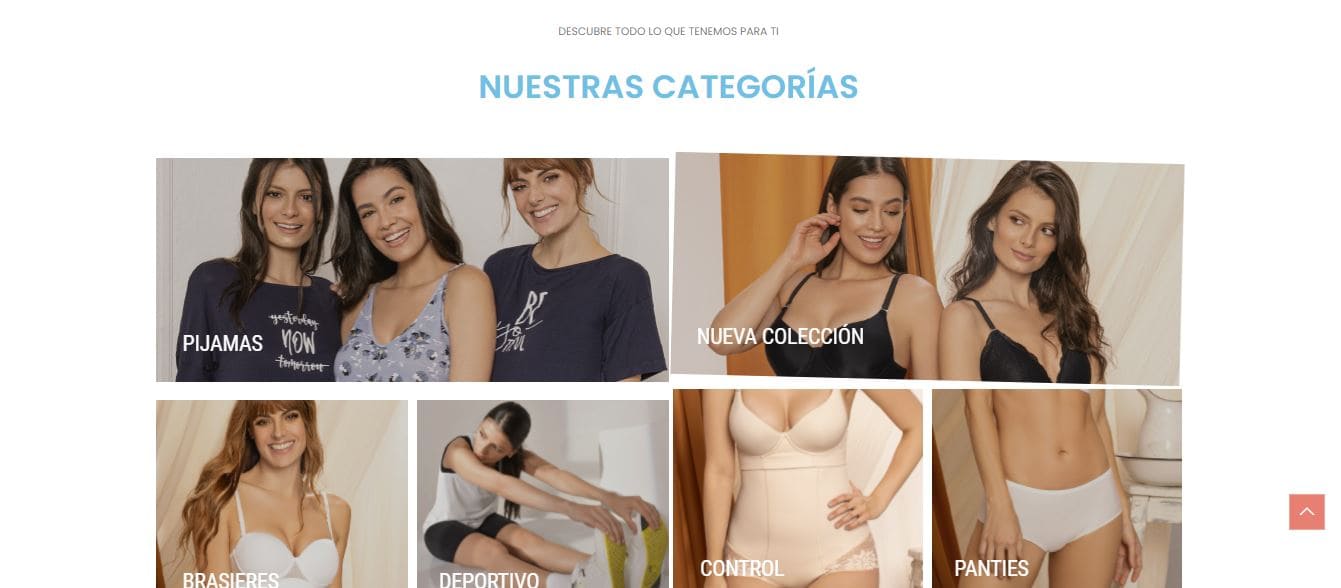 DESCUBRE TODO LO QUE TENEMOS PARA TI
NUESTRAS CATEGORÍAS
yesterday
NOW
tomorrow
PIJAMAS
BE
NUEVA COLECCIÓN
BRASIERES
DEPORTIVO
CONTROL
PANTIES